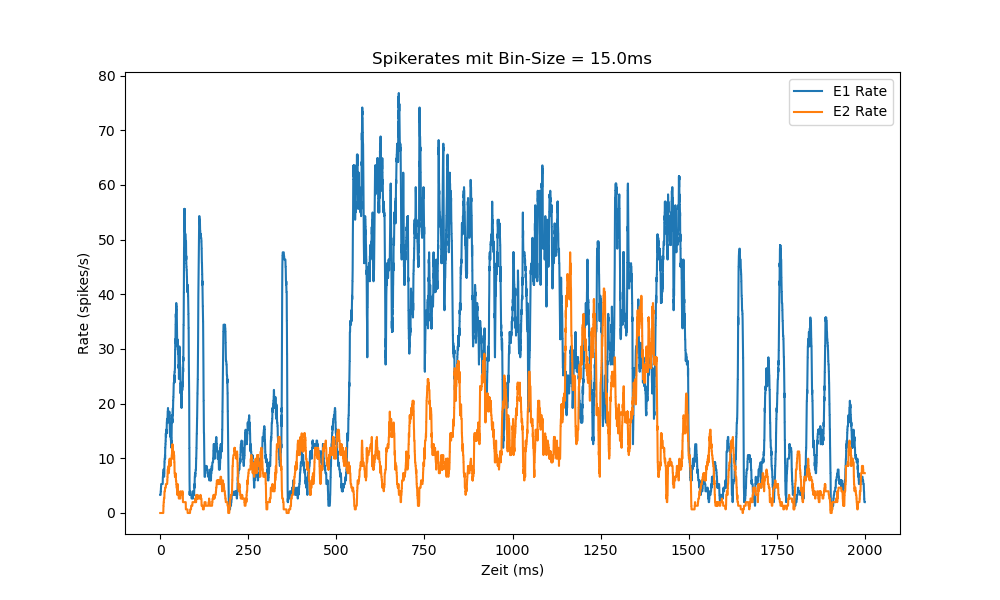 Spikerates mit Bin-Size = 15.0ms
E1 Rate
E2 Rate
Rate (spikes/s)
80
70
60
50
40
30
20
10
0
0 250 500 750 1000 1250 1500 1750 2000
Zeit (ms)